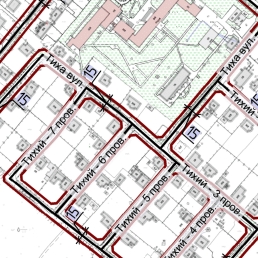 Тиха вул.
Тиха вул.
15
15
Тихий - 7 пров.
Тихий - 6 пров.
Тихий - 5 пров.
Тихий - 3 пров.
Тихий - 4 пров.
Тихий
15
15